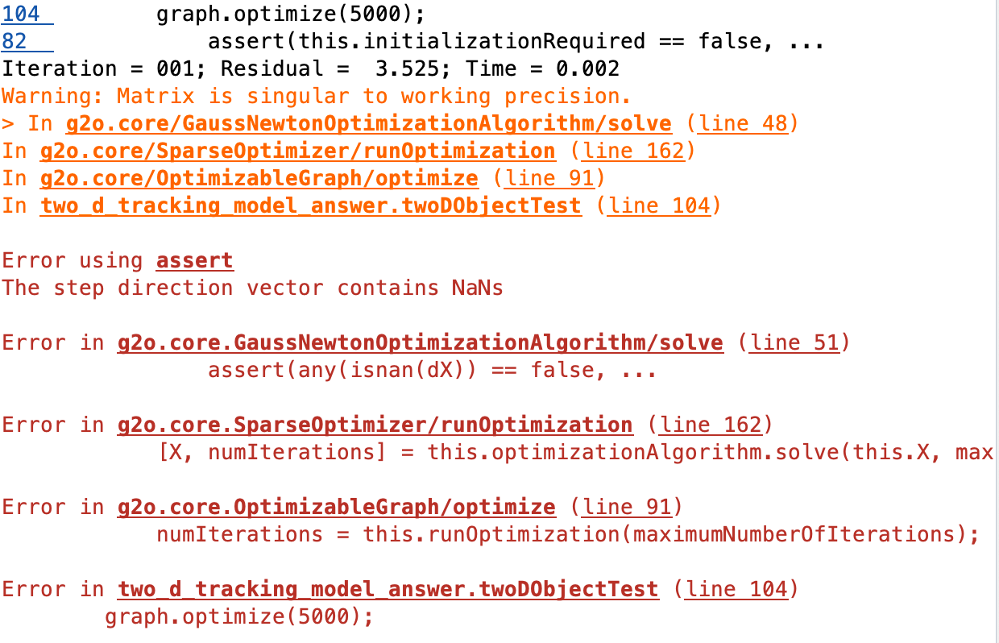 104         graph.optimize(5000);
82              assert(this.initializationRequired == false, ...
Iteration = 001; Residual =  3.525; Time = 0.002
Warning: Matrix is singular to working precision.
> In g2o.core/GaussNewtonOptimizationAlgorithm/solve (line 48)
In g2o.core/SparseOptimizer/runOptimization (line 162)
In g2o.core/OptimizableGraph/optimize (line 91)
In two_d_tracking_model_answer.twoDObjectTest (line 104)
Error using assert
The step direction vector contains NaNs
Error in g2o.core.GaussNewtonOptimizationAlgorithm/solve (line 51)
                assert(any(isnan(dX)) == false, ...
Error in g2o.core.SparseOptimizer/runOptimization (line 162)
            [X, numIterations] = this.optimizationAlgorithm.solve(this.X, max
Error in g2o.core.OptimizableGraph/optimize (line 91)
            numIterations = this.runOptimization(maximumNumberOfIterations);
Error in two_d_tracking_model_answer.twoDObjectTest (line 104)
        graph.optimize(5000);